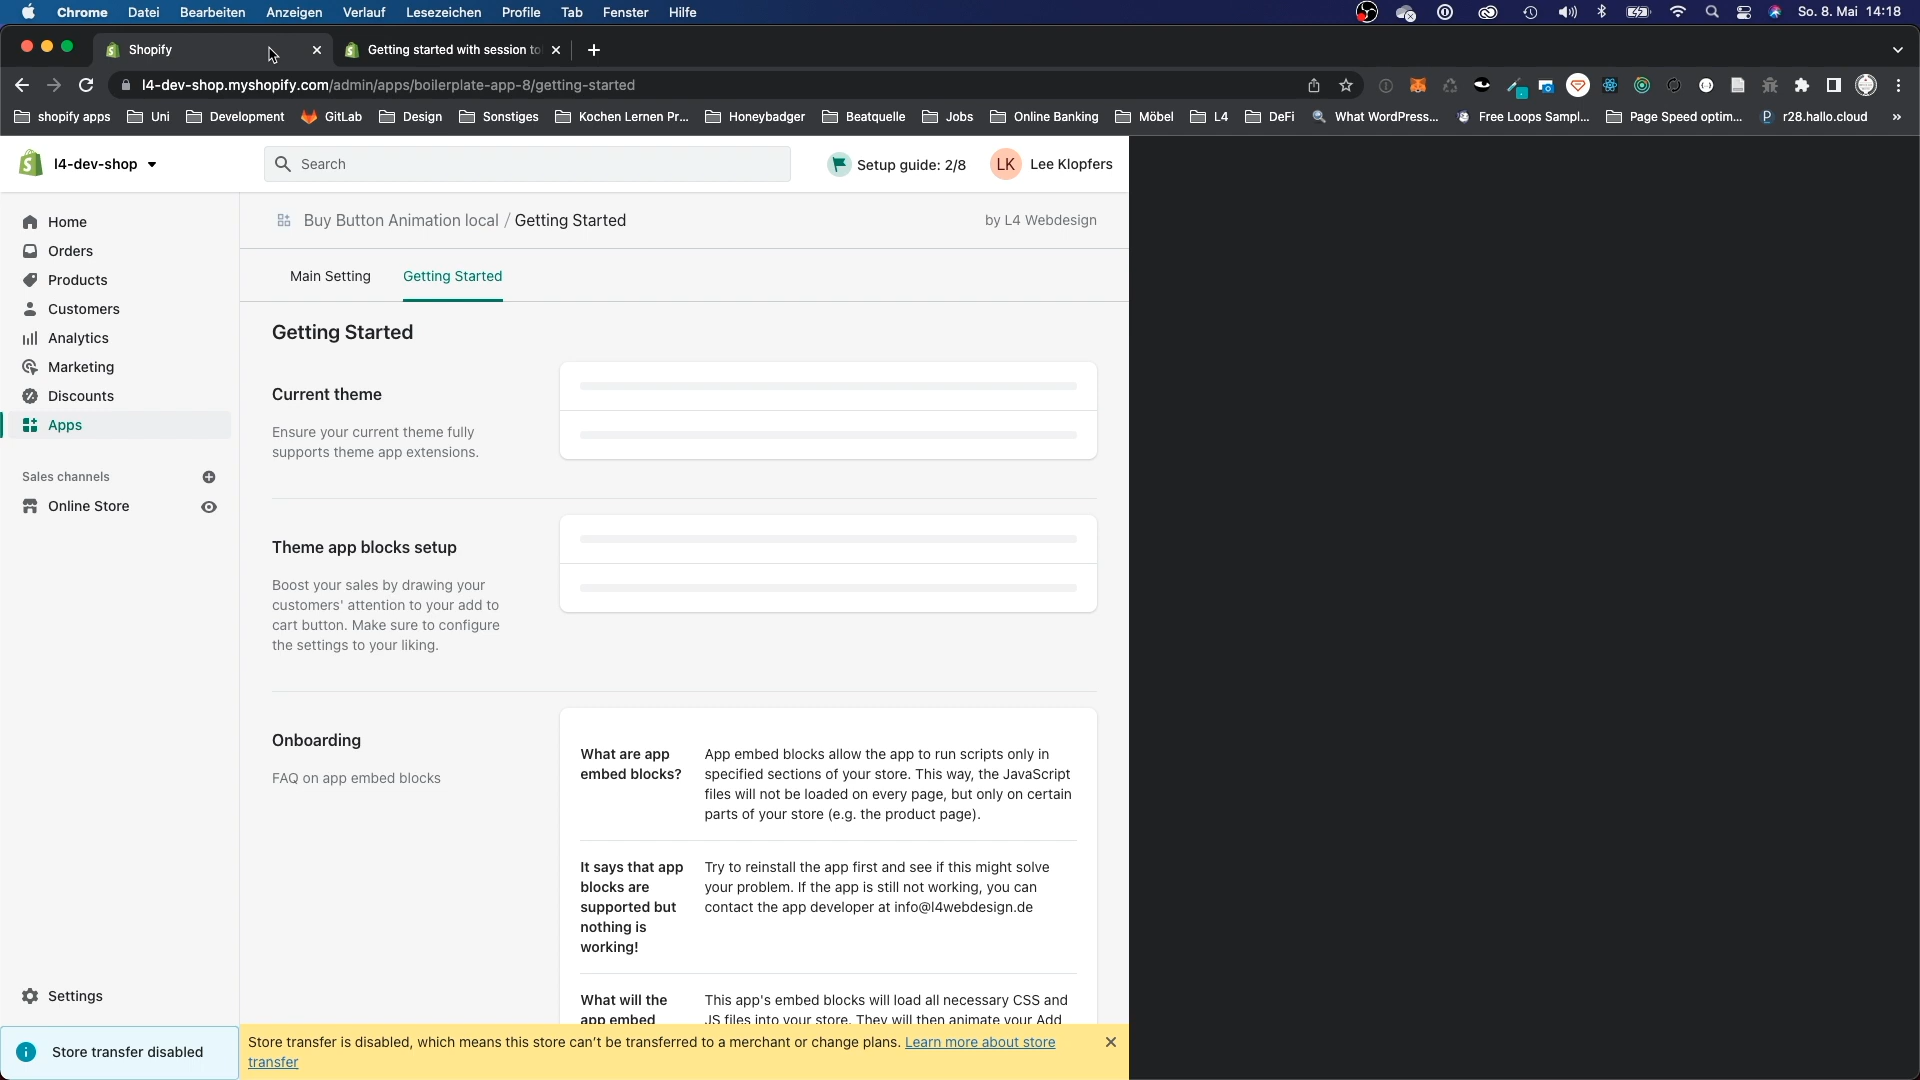 Chrome Datei Bearbeiten Anzeigen Verlauf Lesezeichen Profile Tab Fenster Hilfe So. 8. Mai 14:18
Shopify Getting started with session to
l4-dev-shop.myshopify.com/admin/apps/boilerplate-app-8/getting-started
shopify apps Uni Development GitLab Design Sonstiges Kochen Lernen Pr... Honeybadger Beatquelle Jobs Online Banking Möbel L4 DeFi What WordPress... Free Loops Sampl... Page Speed optim... r28.hallo.cloud »
l4-dev-shop Search Setup guide: 2/8 LK Lee Klopfers
Home
Orders
Products
Customers
Analytics
Marketing
Discounts
Apps
Sales channels
Online Store
Settings
Store transfer disabled
Buy Button Animation local / Getting Started by L4 Webdesign
Main Setting Getting Started
Getting Started
Current theme
Ensure your current theme fully
supports theme app extensions.
Theme app blocks setup
Boost your sales by drawing your
customers' attention to your add to
cart button. Make sure to configure
the settings to your liking.
Onboarding
FAQ on app embed blocks
What are app
embed blocks?
App embed blocks allow the app to run scripts only in
specified sections of your store. This way, the JavaScript
files will not be loaded on every page, but only on certain
parts of your store (e.g. the product page).
It says that app
blocks are
supported but
nothing is
working!
Try to reinstall the app first and see if this might solve
your problem. If the app is still not working, you can
contact the app developer at info@l4webdesign.de
What will the
app embed
This app's embed blocks will load all necessary CSS and
JS files into your store. They will then animate your Add
Store transfer is disabled, which means this store can't be transferred to a merchant or change plans. Learn more about store
transfer